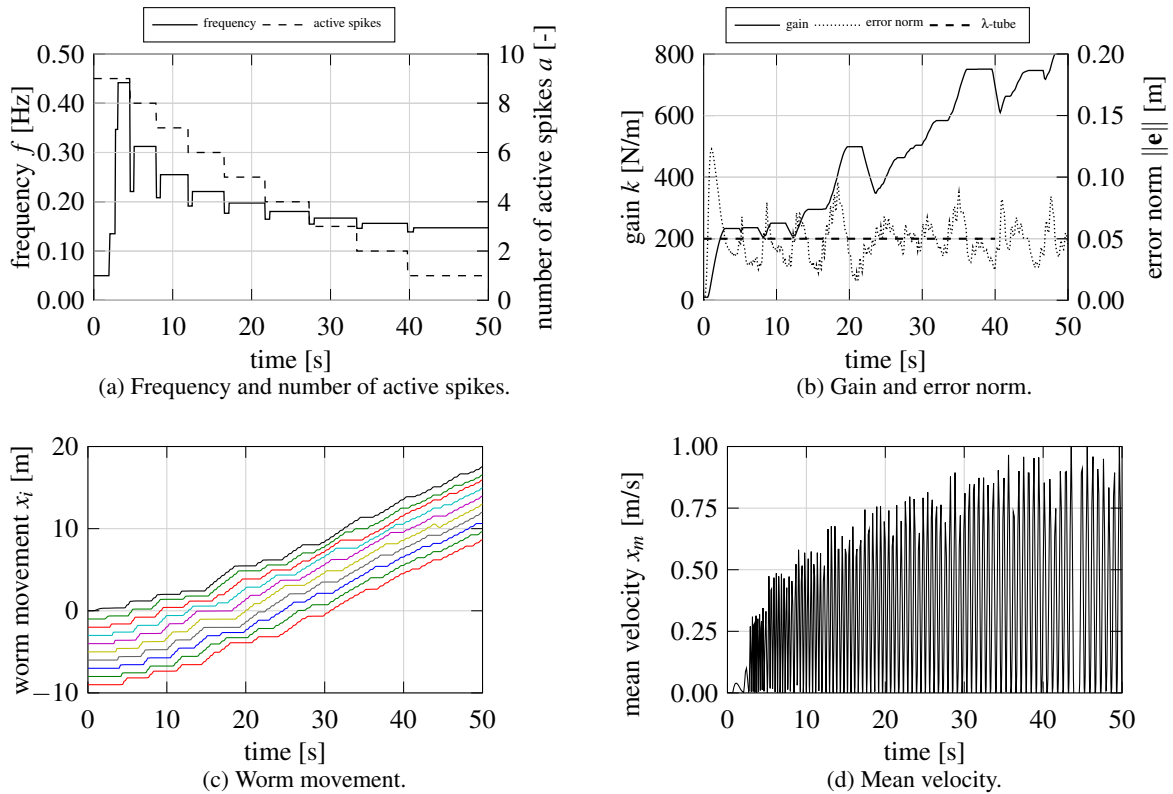 frequency active spikes
gain error norm λ-tube
0.50
0.40
0.30
0.20
0.10
0.00
frequency f [Hz]
10
8
6
4
2
0
number of active spikes a [-]
0 10 20 30 40 50
time [s]
(a) Frequency and number of active spikes.
800
600
400
200
0
gain k [N/m]
0.20
0.15
0.10
0.05
0.00
error norm ||e|| [m]
0 10 20 30 40 50
time [s]
(b) Gain and error norm.
20
10
0
−10
worm movement xi [m]
0 10 20 30 40 50
time [s]
(c) Worm movement.
1.00
0.75
0.50
0.25
0.00
mean velocity xm [m/s]
0 10 20 30 40 50
time [s]
(d) Mean velocity.